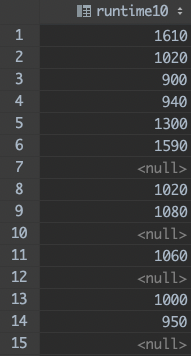 runtime10
1 1610
2 1020
3 900
4 940
5 1300
6 1590
7 <null>
8 1020
9 1080
10 <null>
11 1060
12 <null>
13 1000
14 950
15 <null>